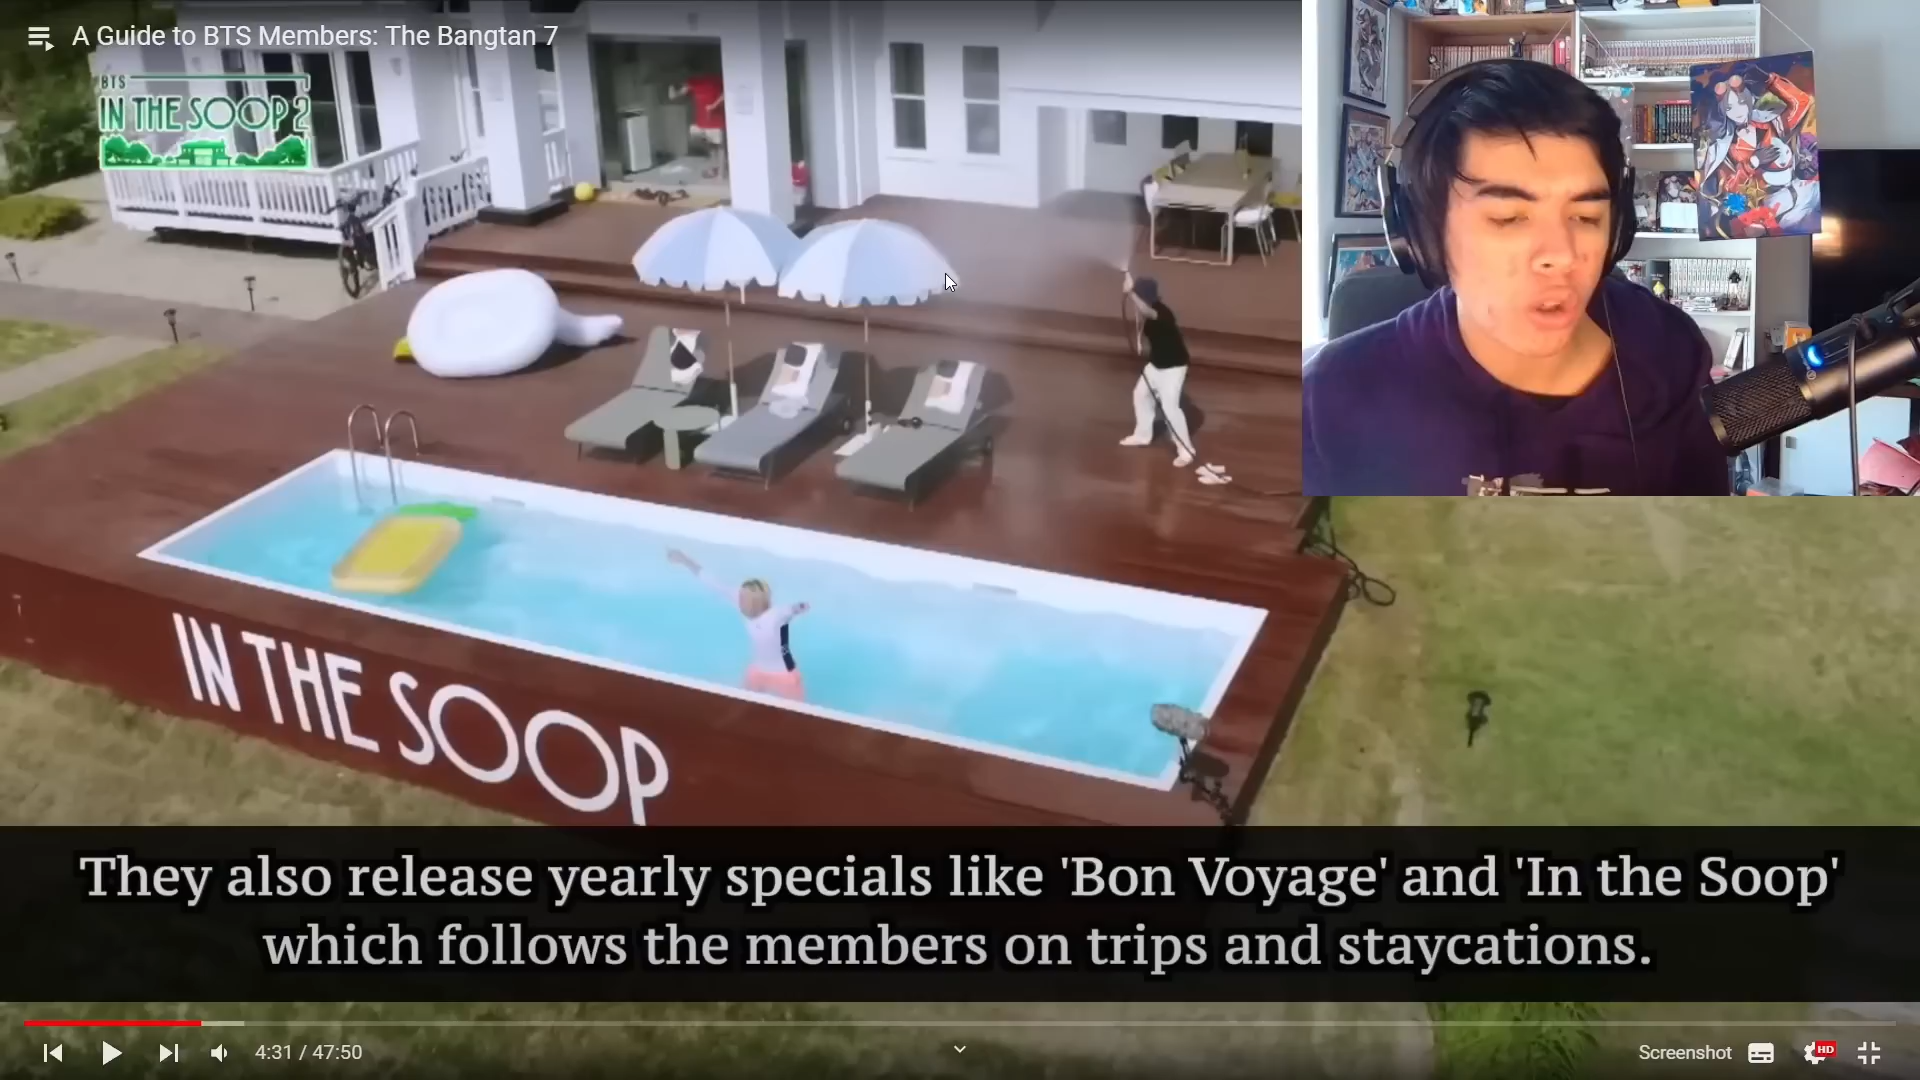 A Guide to BTS Members: The Bangtan 7
BTS
IN THE SOOP 2
IN THE SOOP
They also release yearly specials like 'Bon Voyage' and 'In the Soop'
which follows the members on trips and staycations.
4:31 / 47:50
Screenshot
HD